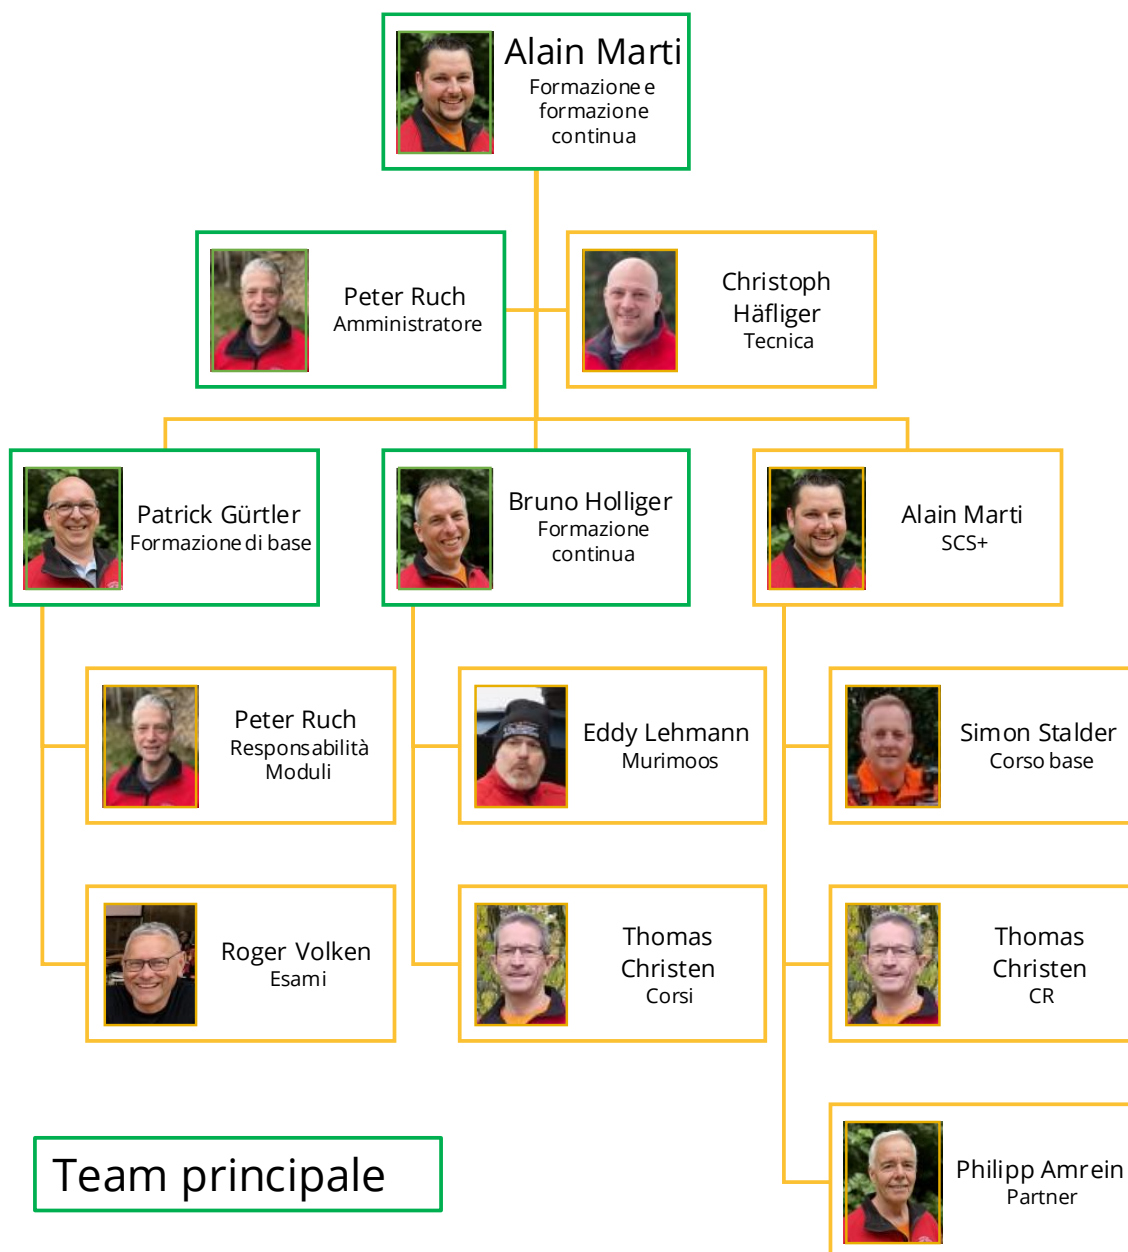 Alain Marti
Formazione e
formazione
continua
Peter Ruch
Amministratore
Christoph
Häfliger
Tecnica
Patrick Gürtler
Formazione di base
Bruno Holliger
Formazione
continua
Alain Marti
SCS+
Peter Ruch
Responsabilità
Moduli
Eddy Lehmann
Murimoos
Simon Stalder
Corso base
Roger Volken
Esami
Thomas
Christen
Corsi
Thomas
Christen
CR
Team principale
Philipp Amrein
Partner